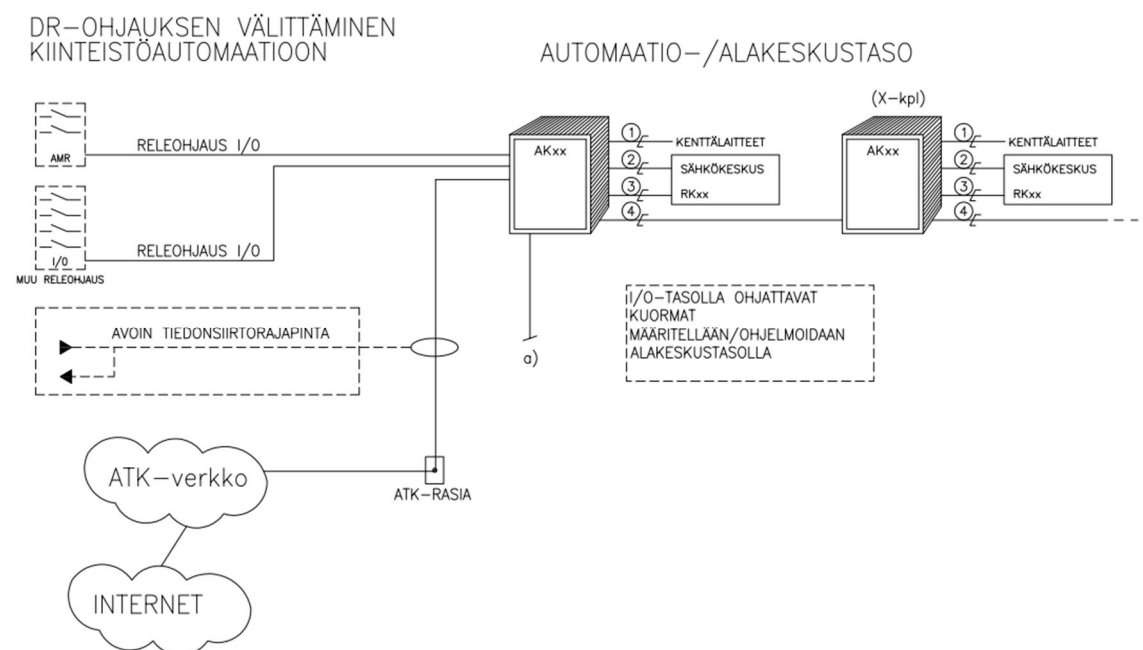 DR-OHJAUKSEN VÄLITTÄMINEN
KIINTEISTÖAUTOMAATIOON
AUTOMAATIO-/ALAKESKUSTASO
(X-kpl)
AMR
RELEOHJAUS I/O
I/O
MUU RELEOHJAUS
RELEOHJAUS I/O
AKxx
1
KENTTÄLAITTEET
2
SÄHKÖKESKUS
3
RKxx
4
AKxx
1
KENTTÄLAITTEET
2
SÄHKÖKESKUS
3
RKxx
4
AVOIN TIEDONSIIRTORAJAPINTA
a)
I/O-TASOLLA OHJATTAVAT
KUORMAT
MÄÄRITELLÄÄN/OHJELMOIDAAN
ALAKESKUSTASOLLA
ATK-verkko
ATK-RASIA
INTERNET